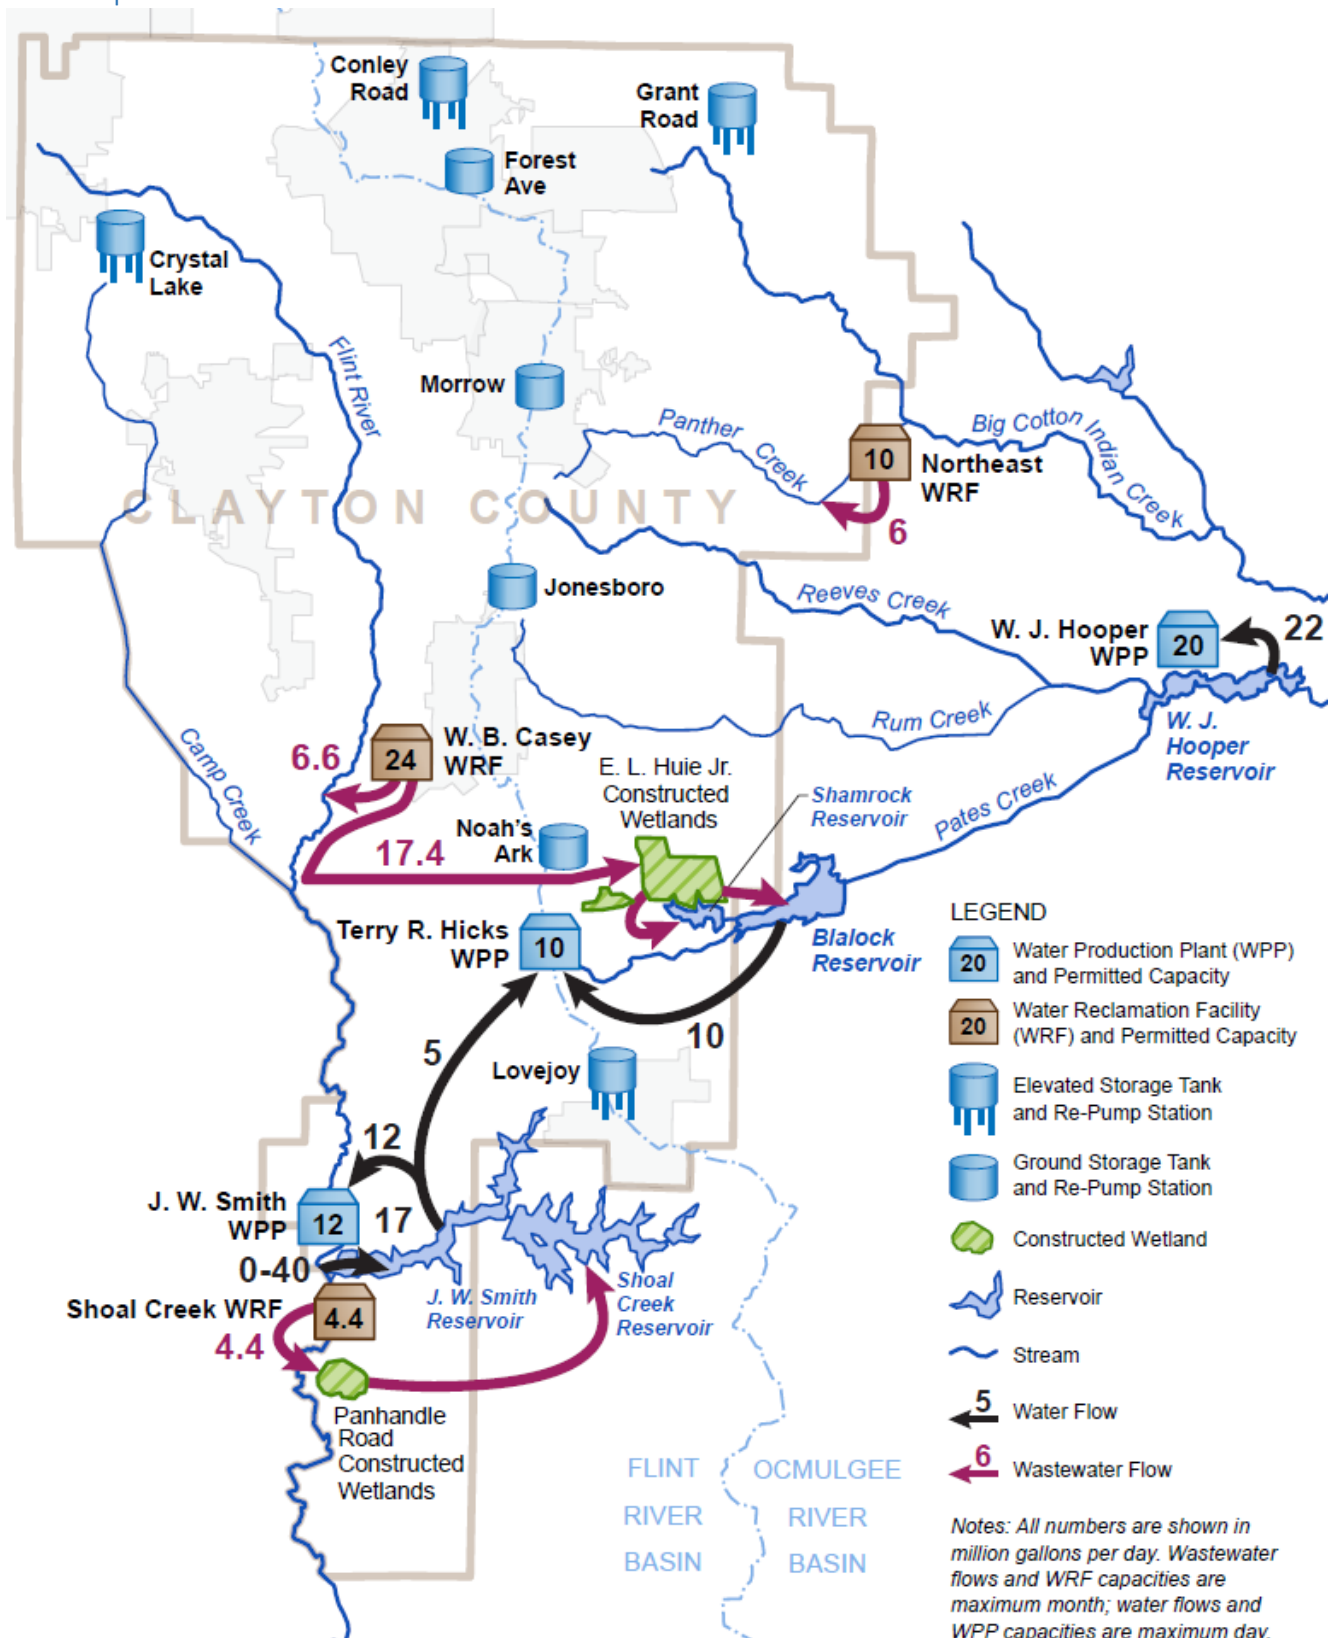 Conley
Road
Grant
Road
Forest
Ave
Crystal
Lake
Flint River
Morrow
Panther Creek
Big Cotton Indian Creek
10
Northeast
WRF
CLAYTON COUNTY
6
Jonesboro
Reeves Creek
W. J. Hooper
WPP
20
22
Rum Creek
W. J.
Hooper
Reservoir
Camp Creek
6.6
24
W. B. Casey
WRF
E. L. Huie Jr.
Constructed
Wetlands
Shamrock
Reservoir
Pates Creek
Noah's
Ark
17.4
Terry R. Hicks
WPP
10
Blalock
Reservoir
10
5
Lovejoy
12
J. W. Smith
WPP
12
17
0-40
Shoal Creek WRF
4.4
4.4
J. W. Smith
Reservoir
Shoal
Creek
Reservoir
Panhandle
Road
Constructed
Wetlands
FLINT
RIVER
BASIN
OCMULGEE
RIVER
BASIN
LEGEND
20
Water Production Plant (WPP)
and Permitted Capacity
20
Water Reclamation Facility
(WRF) and Permitted Capacity
Elevated Storage Tank
and Re-Pump Station
Ground Storage Tank
and Re-Pump Station
Constructed Wetland
Reservoir
Stream
5
Water Flow
6
Wastewater Flow
Notes: All numbers are shown in
million gallons per day. Wastewater
flows and WRF capacities are
maximum month; water flows and
WPP capacities are maximum day.